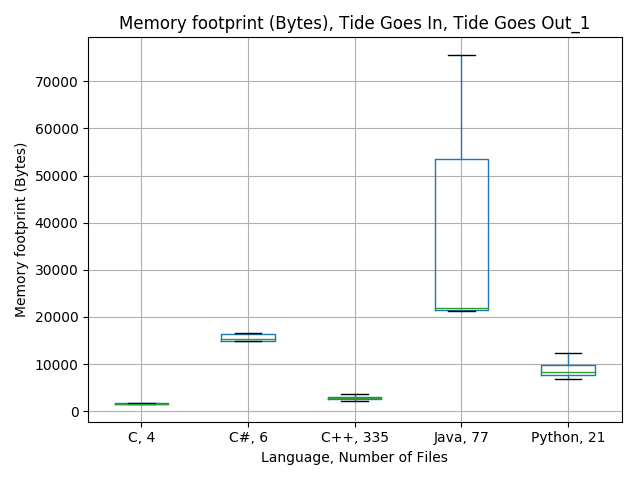 Memory footprint (Bytes), Tide Goes In, Tide Goes Out_1
Memory footprint (Bytes)
70000
60000
50000
40000
30000
20000
10000
0
C, 4
C#, 6
C++, 335
Java, 77
Python, 21
Language, Number of Files